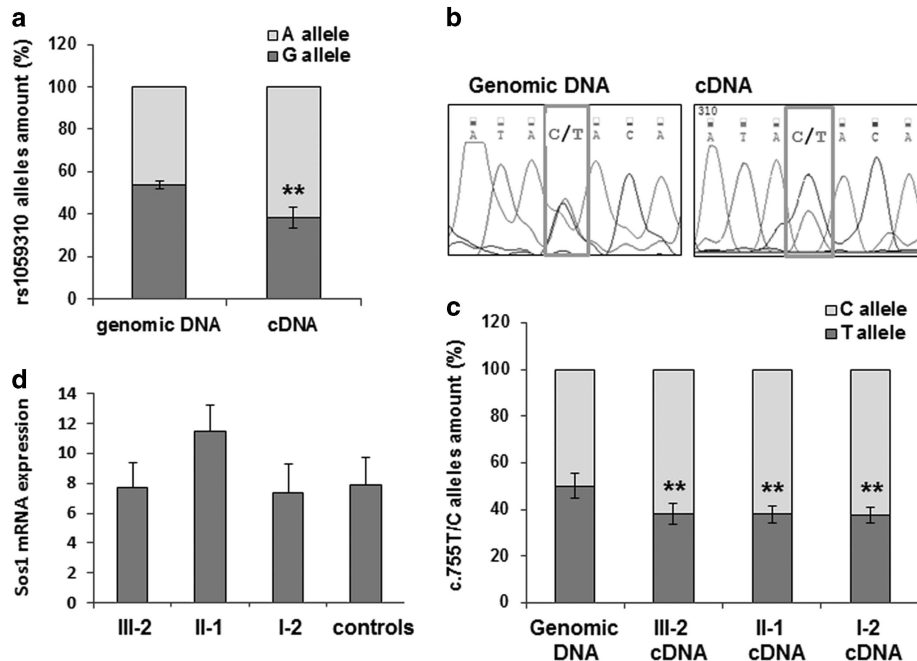 a
120
100
80
60
40
20
0
rs1059310 alleles amount (%)
A allele
G allele
**
genomic DNA
cDNA
b
Genomic DNA
cDNA
A T A C/T A C A
310
A T A C/T A C A
c
120
100
80
60
40
20
0
c.755T/C alleles amount (%)
C allele
T allele
** ** **
Genomic DNA
III-2 cDNA
II-1 cDNA
I-2 cDNA
d
14
12
10
8
6
4
2
0
Sos1 mRNA expression
III-2
II-1
I-2
controls